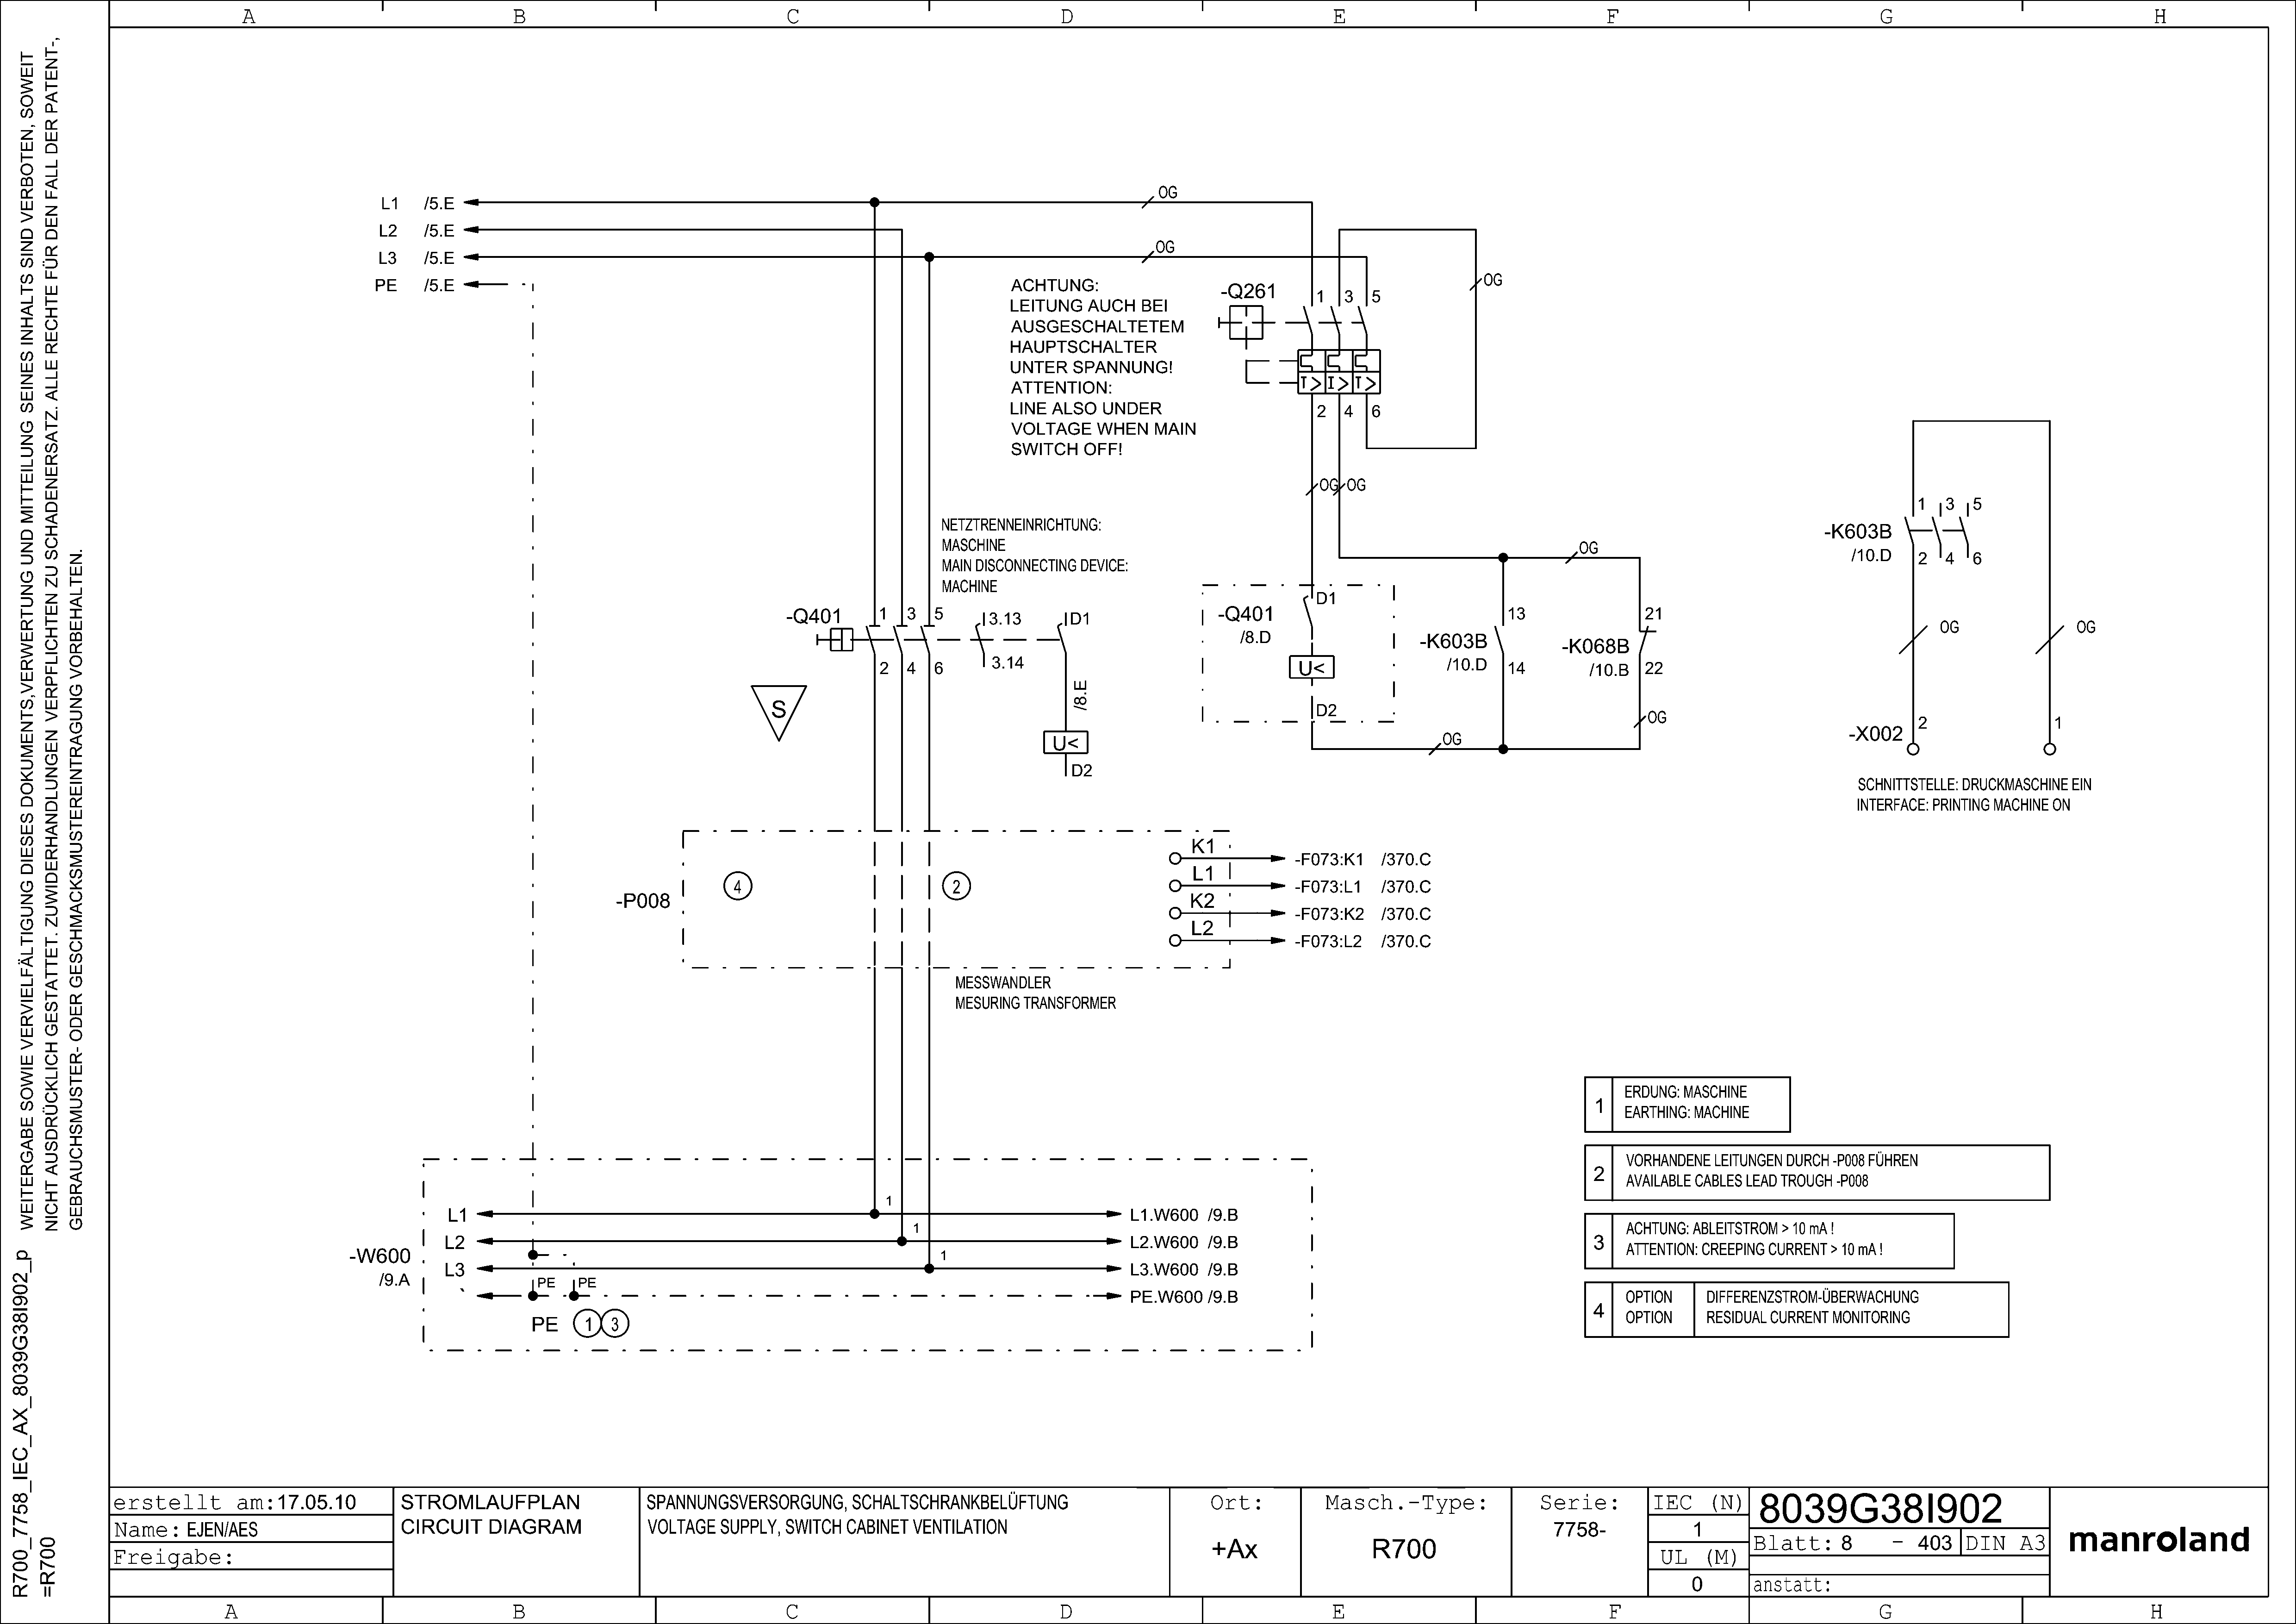 A B C D E F G H
WEITERGABE SOWIE VERVIELFÄLTIGUNG DIESES DOKUMENTS,VERWERTUNG UND MITTEILUNG SEINES INHALTS SIND VERBOTEN, SOWEIT
NICHT AUSDRÜCKLICH GESTATTET. ZUWIDERHANDLUNGEN VERPFLICHTEN ZU SCHADENERSATZ. ALLE RECHTE FÜR DEN FALL DER PATENT-,
GEBRAUCHSMUSTER- ODER GESCHMACKSMUSTEREINTRAGUNG VORBEHALTEN.
R700_7758_IEC_AX_8039G38I902_p
=R700
L1 /5.E
L2 /5.E
L3 /5.E
PE /5.E
OG
OG
OG
ACHTUNG:
LEITUNG AUCH BEI
AUSGESCHALTETEM
HAUPTSCHALTER
UNTER SPANNUNG!
ATTENTION:
LINE ALSO UNDER
VOLTAGE WHEN MAIN
SWITCH OFF!
-Q261
1 3 5
I> I> I>
2 4 6
OG OG
NETZTRENNEINRICHTUNG:
MASCHINE
MAIN DISCONNECTING DEVICE:
MACHINE
-Q401
1 3 5
2 4 6
3.13
3.14
D1
/8.E
U<
D2
S
-Q401
/8.D
D1
U<
D2
OG
-K603B
/10.D
13
14
-K068B
/10.B
21
22
OG
OG
-K603B
/10.D
1 3 5
2 4 6
OG
OG
-X002
2
1
SCHNITTSTELLE: DRUCKMASCHINE EIN
INTERFACE: PRINTING MACHINE ON
-P008
4
2
K1 -F073:K1 /370.C
L1 -F073:L1 /370.C
K2 -F073:K2 /370.C
L2 -F073:L2 /370.C
MESSWANDLER
MESURING TRANSFORMER
1 ERDUNG: MASCHINE
EARTHING: MACHINE
2 VORHANDENE LEITUNGEN DURCH -P008 FÜHREN
AVAILABLE CABLES LEAD TROUGH -P008
3 ACHTUNG: ABLEITSTROM > 10 mA !
ATTENTION: CREEPING CURRENT > 10 mA !
4 OPTION DIFFERENZSTROM-ÜBERWACHUNG
OPTION RESIDUAL CURRENT MONITORING
-W600
/9.A
L1 1 L1.W600 /9.B
L2 1 L2.W600 /9.B
L3 1 L3.W600 /9.B
PE PE PE.W600 /9.B
PE 1 3
erstellt am:17.05.10
Name: EJEN/AES
Freigabe:
STROMLAUFPLAN
CIRCUIT DIAGRAM
SPANNUNGSVERSORGUNG, SCHALTSCHRANKBELÜFTUNG
VOLTAGE SUPPLY, SWITCH CABINET VENTILATION
Ort:
+Ax
Masch.-Type:
R700
Serie:
7758-
IEC (N)
1
UL (M)
0
8039G38I902
Blatt: 8 - 403 DIN A3
anstatt:
manroland
A B C D E F G H